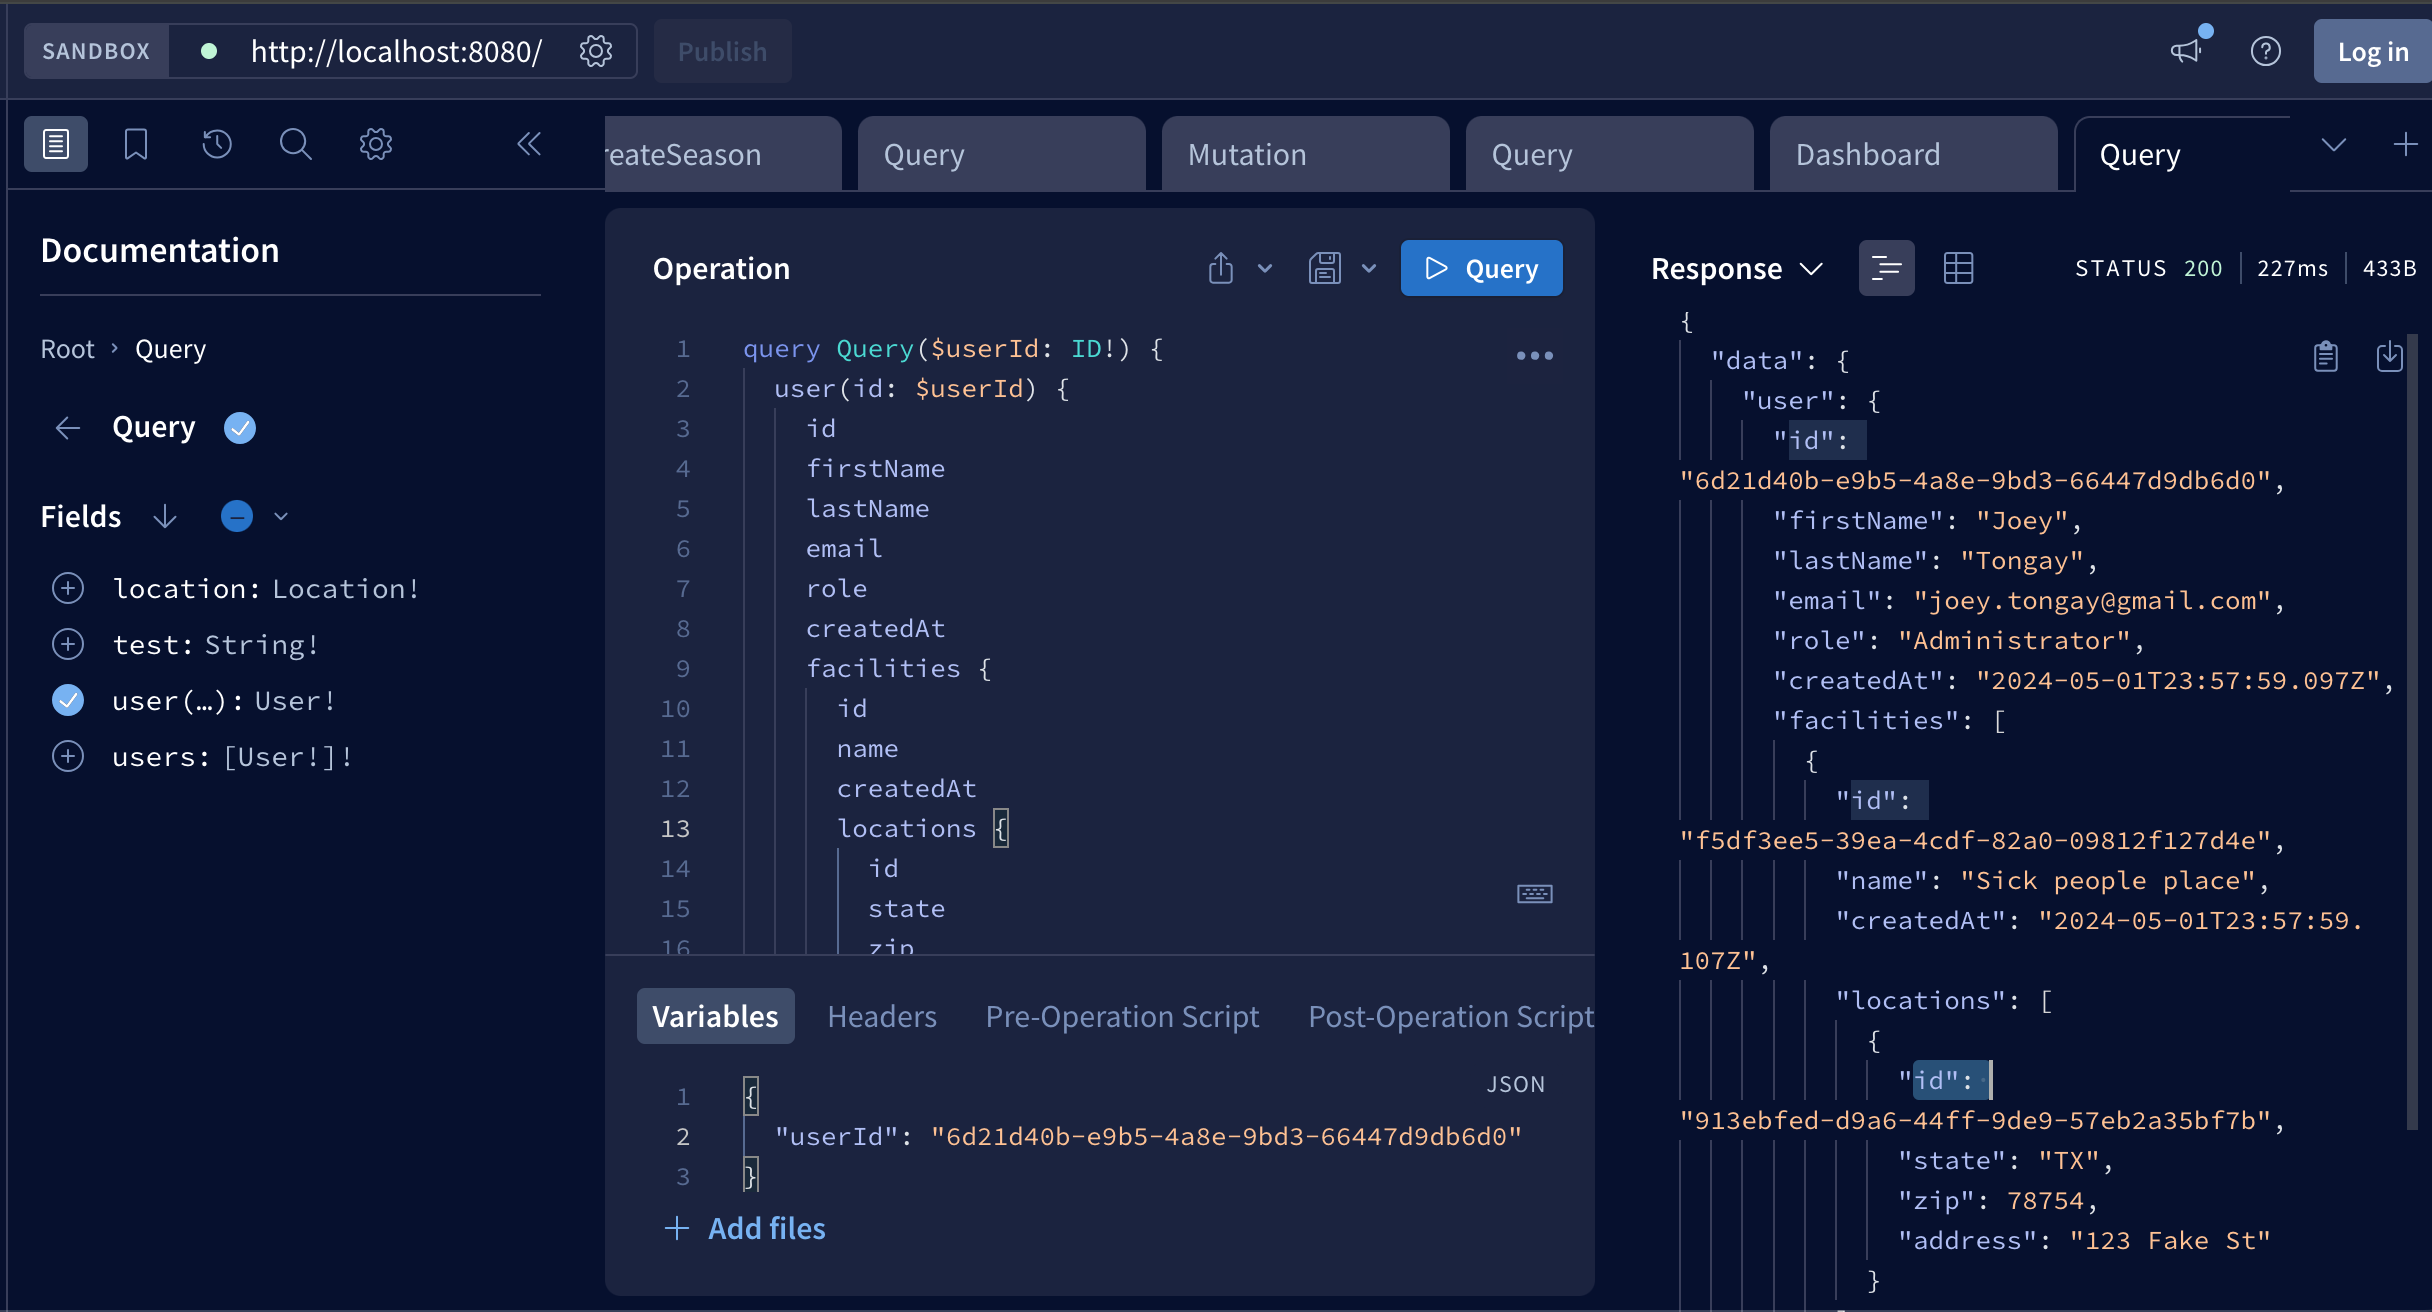 SANDBOX http://localhost:8080/ Publish Log in
reateSeason Query Mutation Query Dashboard Query
Documentation
Root › Query
Query
Fields
location: Location!
test: String!
user(…): User!
users: [User!]!
Operation Query
1 query Query($userId: ID!) {
2 user(id: $userId) {
3 id
4 firstName
5 lastName
6 email
7 role
8 createdAt
9 facilities {
10 id
11 name
12 createdAt
13 locations {
14 id
15 state
16 zip
Variables Headers Pre-Operation Script Post-Operation Script
JSON
1 {
2 "userId": "6d21d40b-e9b5-4a8e-9bd3-66447d9db6d0"
3 }
+ Add files
Response STATUS 200 227ms 433B
{
"data": {
"user": {
"id":
"6d21d40b-e9b5-4a8e-9bd3-66447d9db6d0",
"firstName": "Joey",
"lastName": "Tongay",
"email": "joey.tongay@gmail.com",
"role": "Administrator",
"createdAt": "2024-05-01T23:57:59.097Z",
"facilities": [
{
"id":
"f5df3ee5-39ea-4cdf-82a0-09812f127d4e",
"name": "Sick people place",
"createdAt": "2024-05-01T23:57:59.
107Z",
"locations": [
{
"id":
"913ebfed-d9a6-44ff-9de9-57eb2a35bf7b",
"state": "TX",
"zip": 78754,
"address": "123 Fake St"
}